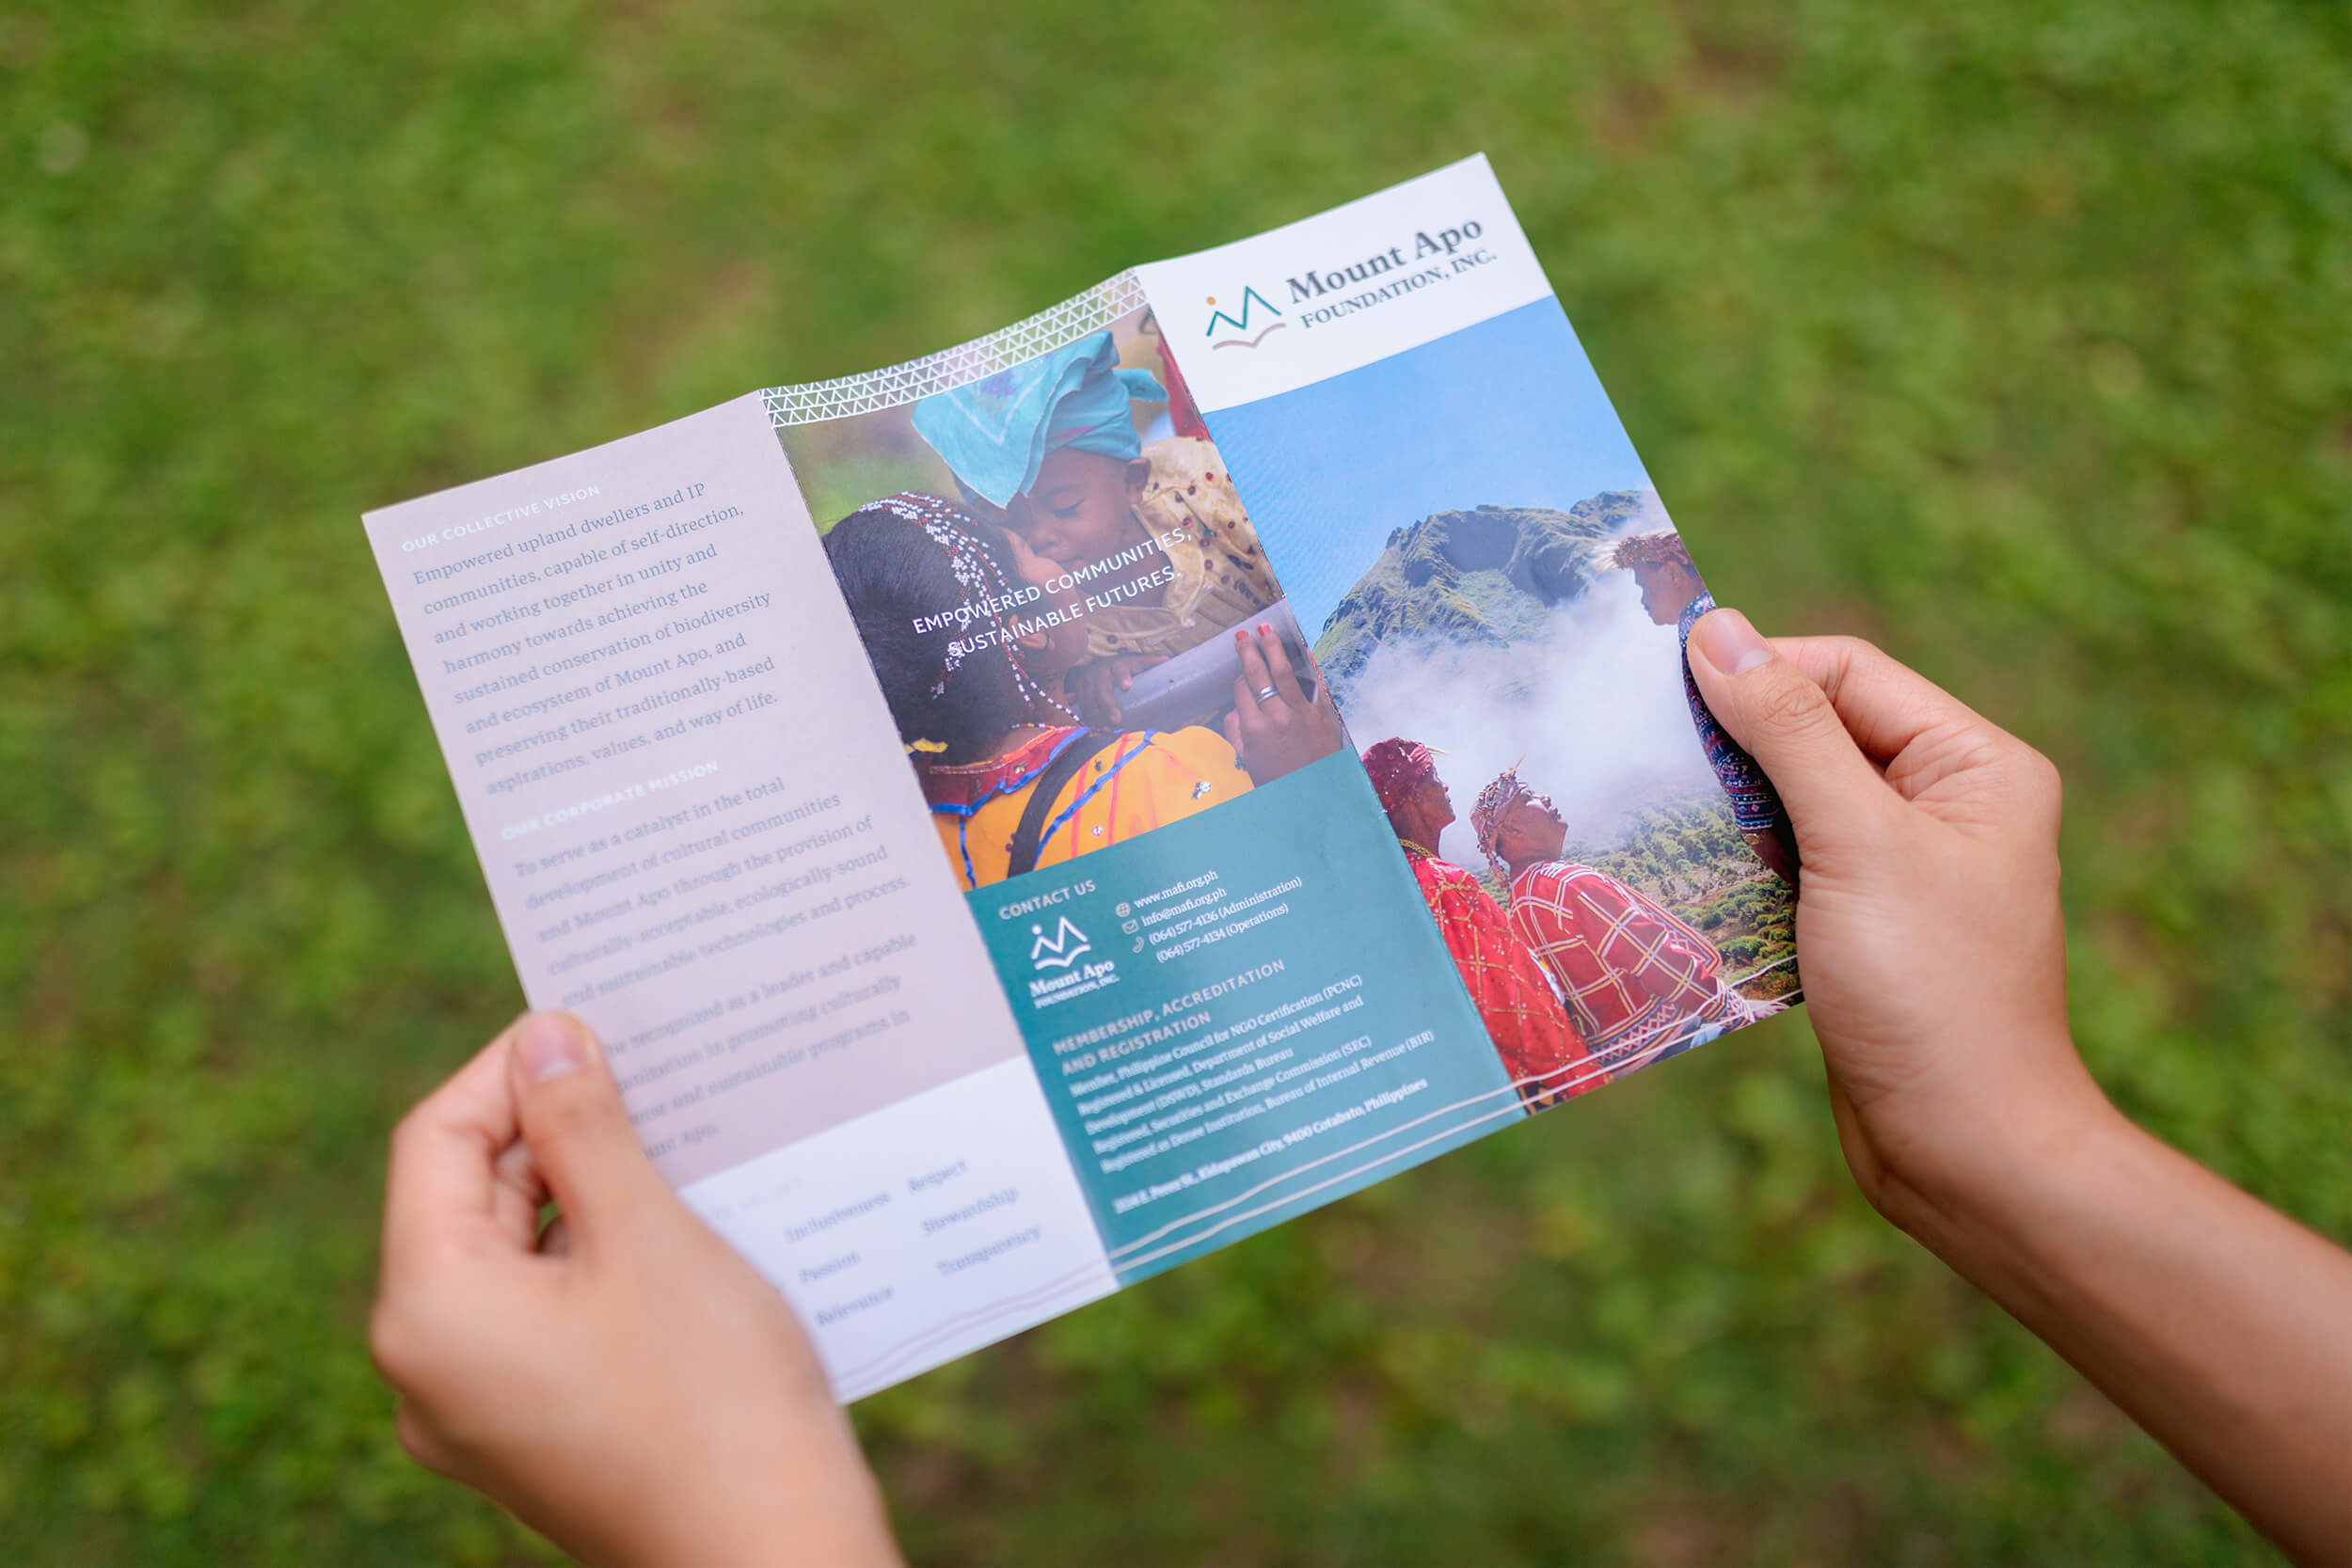 OUR COLLECTIVE VISION
Empowered upland dwellers and IP
communities, capable of self-direction,
and working together in unity and
harmony towards achieving the
sustained conservation of biodiversity
and ecosystem of Mount Apo, and
preserving their traditionally-based
aspirations, values, and way of life.
OUR CORPORATE MISSION
To serve as a catalyst in the total
development of cultural communities
and Mount Apo through the provision of
culturally-acceptable, ecologically-sound
and sustainable technologies and process.
be recognized as a leader and capable
in promoting culturally
and sustainable programs in
Apo.
Inclusiveness Respect
Passion Stewardship
Relevance Transparency
EMPOWERED COMMUNITIES,
SUSTAINABLE FUTURES.
CONTACT US
Mount Apo
FOUNDATION, INC.
www.mafi.org.ph
info@mafi.org.ph
(064) 577-4136 (Administration)
(064) 577-4134 (Operations)
MEMBERSHIP, ACCREDITATION
AND REGISTRATION
Member, Philippine Council for NGO Certification (PCNC)
Registered & Licensed, Department of Social Welfare and
Development (DSWD), Standards Bureau
Registered, Securities and Exchange Commission (SEC)
Registered as Donee Institution, Bureau of Internal Revenue (BIR)
St., Kidapawan City, 9400 Cotabato, Philippines
Mount Apo
FOUNDATION, INC.